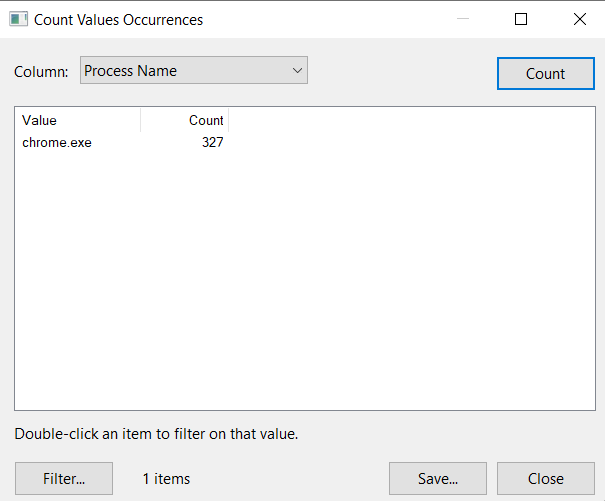 Count Values Occurrences
Column: Process Name
Count
Value Count
chrome.exe 327
Double-click an item to filter on that value.
Filter... 1 items Save... Close